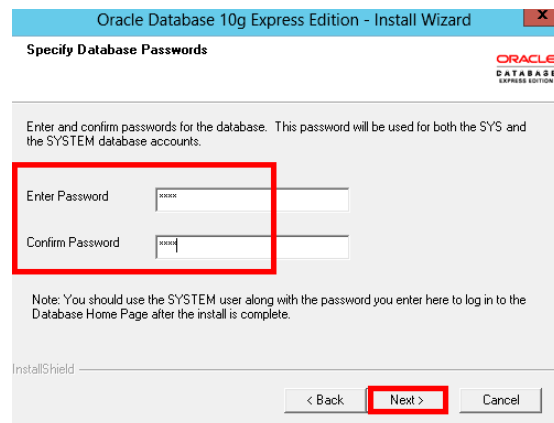 Oracle Database 10g Express Edition - Install Wizard
x
Specify Database Passwords
ORACLE
DATABASE
EXPRESS EDITION
Enter and confirm passwords for the database. This password will be used for both the SYS and
the SYSTEM database accounts.
Enter Password
****
Confirm Password
****
Note: You should use the SYSTEM user along with the password you enter here to log in to the
Database Home Page after the install is complete.
InstallShield
< Back
Next >
Cancel